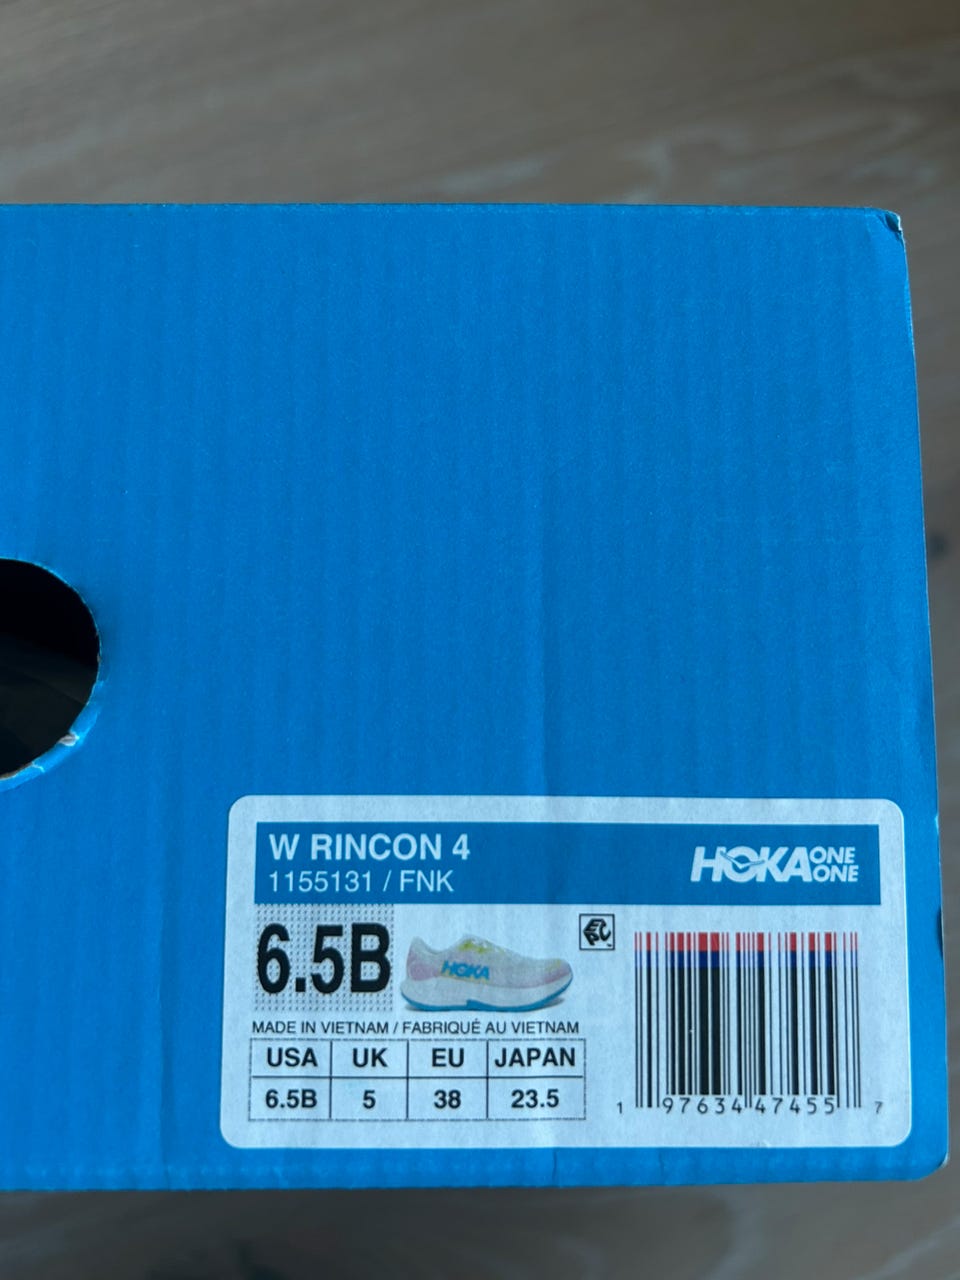 W RINCON 4
1155131 / FNK
HOKA ONE ONE
6.5B
HOKA
MADE IN VIETNAM / FABRIQUÉ AU VIETNAM
USA UK EU JAPAN
6.5B 5 38 23.5
1 97634 47455 7